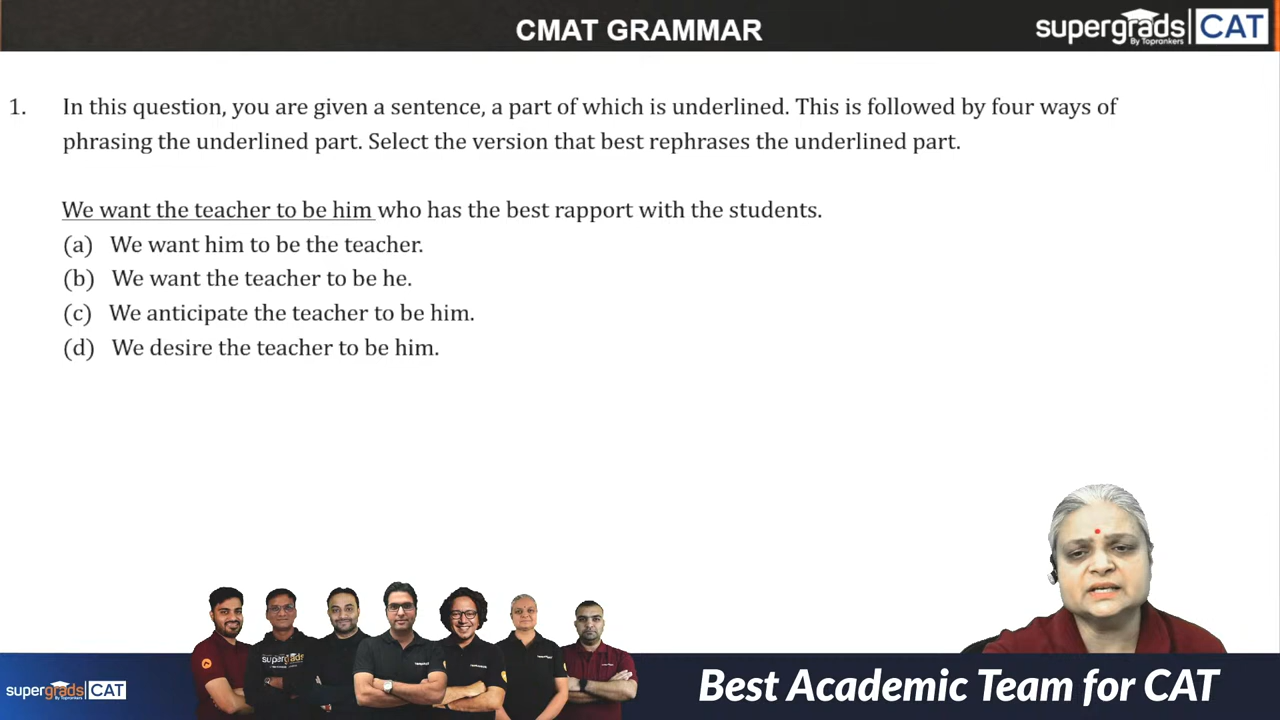 CMAT GRAMMAR
supergrads
By Toprankers
CAT
1. In this question, you are given a sentence, a part of which is underlined. This is followed by four ways of
phrasing the underlined part. Select the version that best rephrases the underlined part.
We want the teacher to be him who has the best rapport with the students.
(a) We want him to be the teacher.
(b) We want the teacher to be he.
(c) We anticipate the teacher to be him.
(d) We desire the teacher to be him.
supergrads
supergrads
By Toprankers
CAT
Best Academic Team for CAT